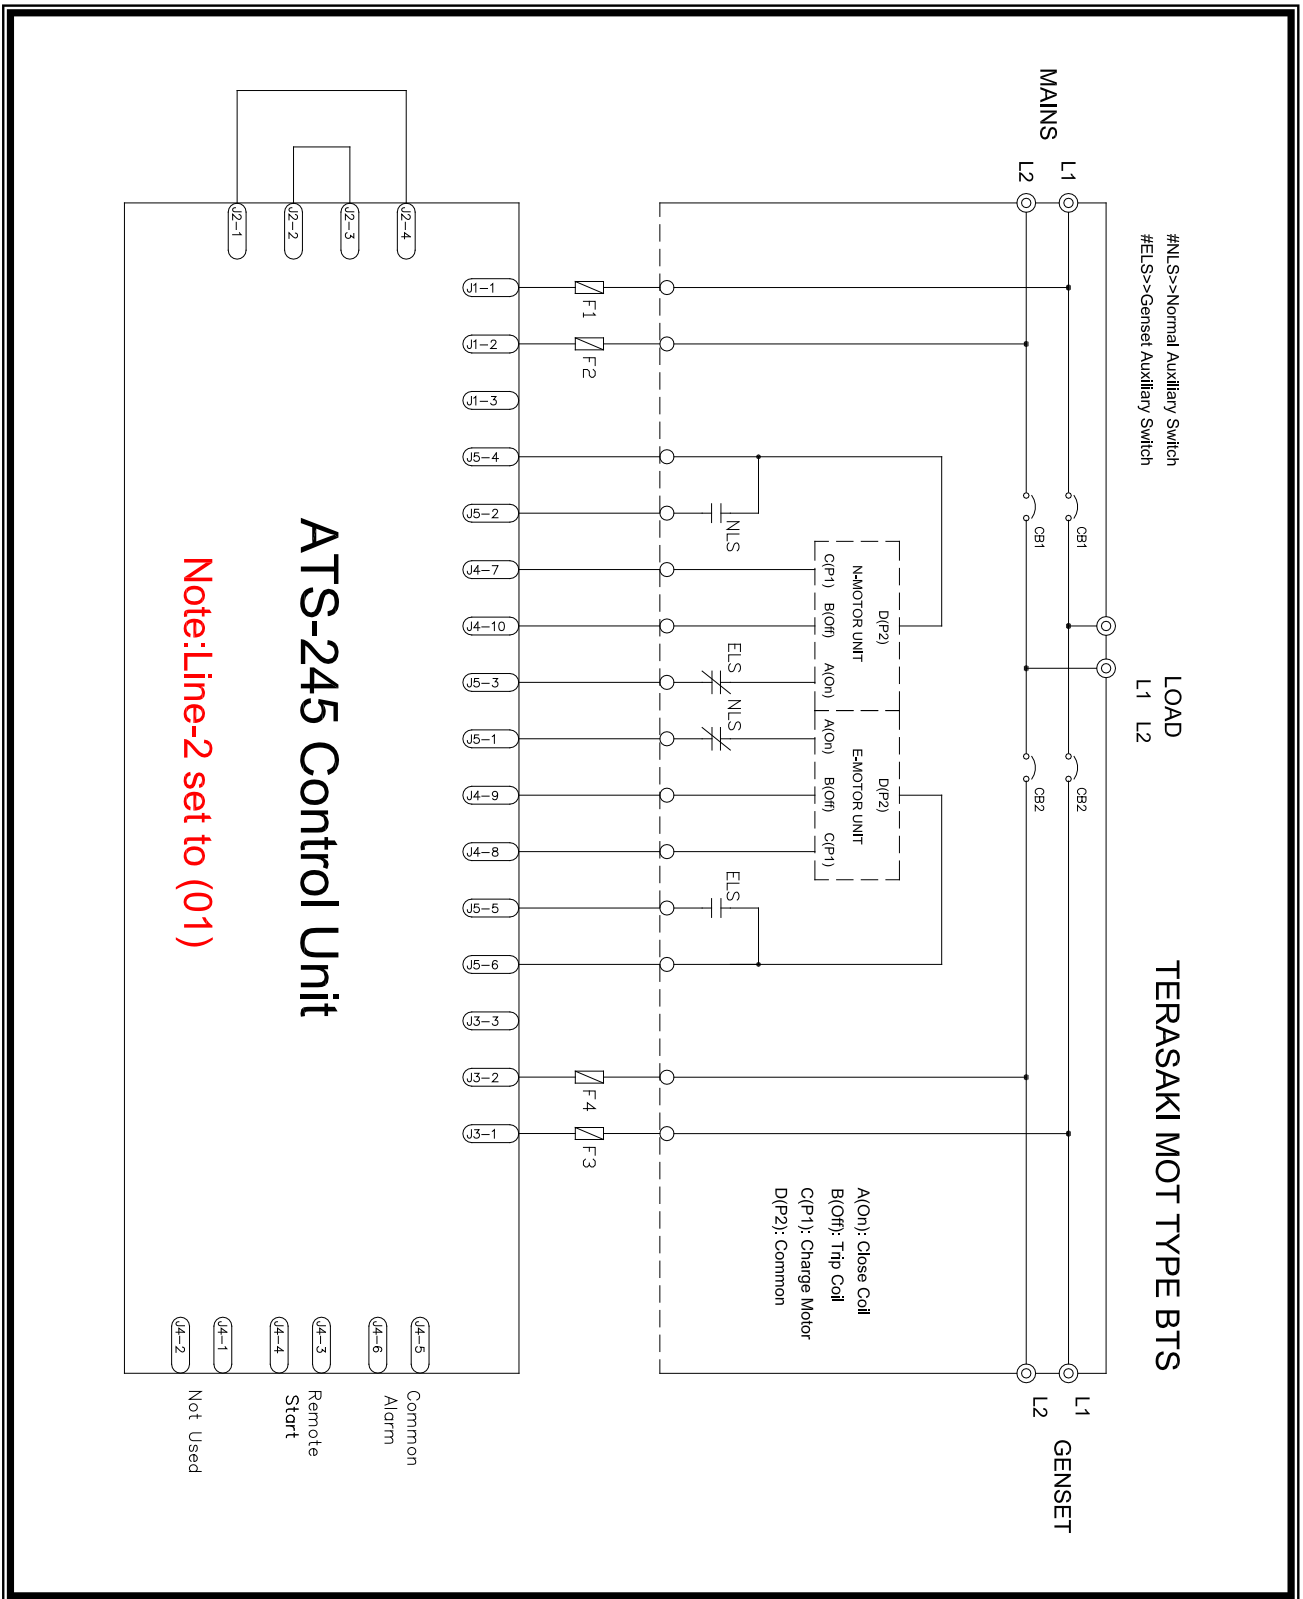 TERASAKI MOT TYPE BTS
#NLS>>Normal Auxiliary Switch
#ELS>>Genset Auxiliary Switch
LOAD
L1 L2
MAINS
L1
L2
CB1
CB1
CB2
CB2
L1
L2
GENSET
D(P2)
N-MOTOR UNIT
C(P1) B(Off) A(On)
D(P2)
E-MOTOR UNIT
A(On) B(Off) C(P1)
A(On): Close Coil
B(Off): Trip Coil
C(P1): Charge Motor
D(P2): Common
NLS
ELS
NLS
ELS
F1
F2
F4
F3
J1-1
J1-2
J1-3
J5-4
J5-2
J4-7
J4-10
J5-3
J5-1
J4-9
J4-8
J5-5
J5-6
J3-3
J3-2
J3-1
J2-4
J2-3
J2-2
J2-1
ATS-245 Control Unit
Note:Line-2 set to (01)
J4-5
J4-6
Common
Alarm
J4-3
J4-4
Remote
Start
J4-1
J4-2
Not Used